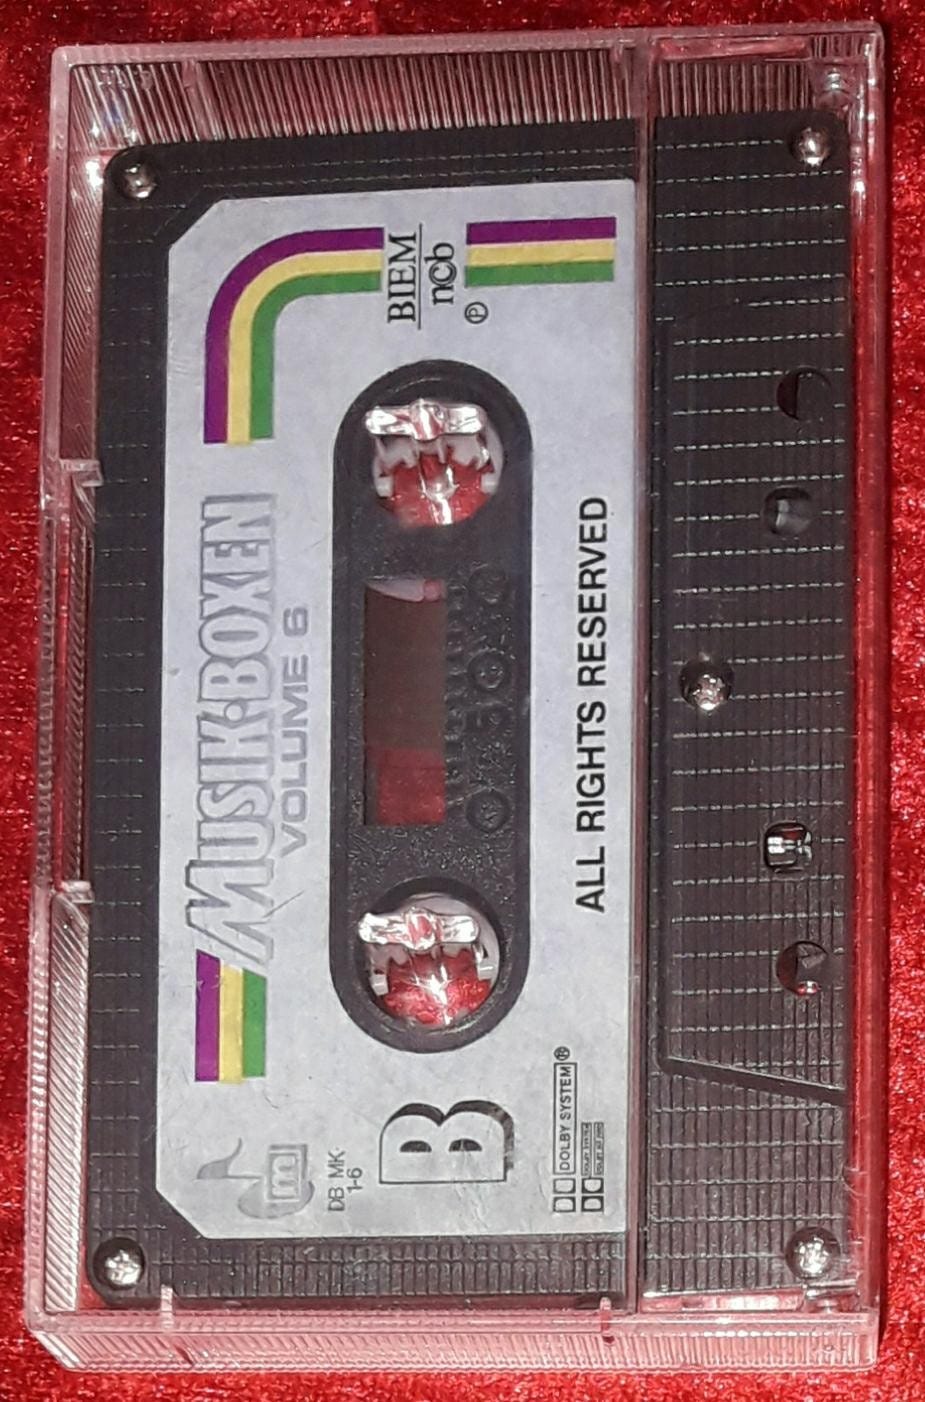 MUSIK·BOXEN
VOLUME 6
m
DB MK-
1-6
B
BIEM
ncb
℗
DOLBY SYSTEM®
ALL RIGHTS RESERVED